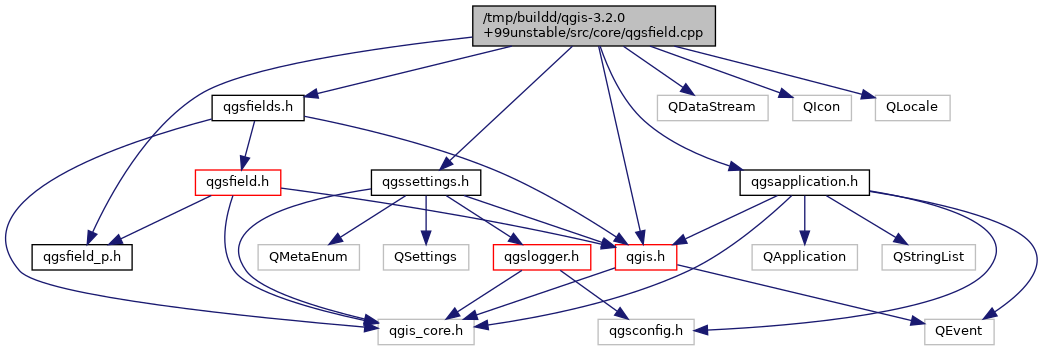 /tmp/buildd/qgis-3.2.0
+99unstable/src/core/qgsfield.cpp
qgsfields.h
QDataStream
QIcon
QLocale
qgsfield.h
qgssettings.h
qgsapplication.h
qgsfield_p.h
QMetaEnum
QSettings
qgslogger.h
qgis.h
QApplication
QStringList
qgis_core.h
qgsconfig.h
QEvent